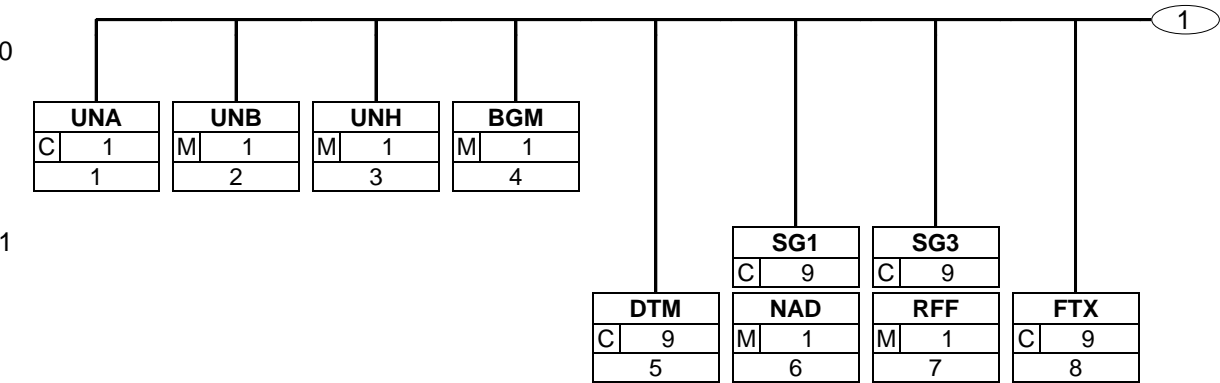 1
0
UNA UNB UNH BGM
C 1 M 1 M 1 M 1
1 2 3 4
1
SG1 SG3
C 9 C 9
DTM NAD RFF FTX
C 9 M 1 M 1 C 9
5 6 7 8